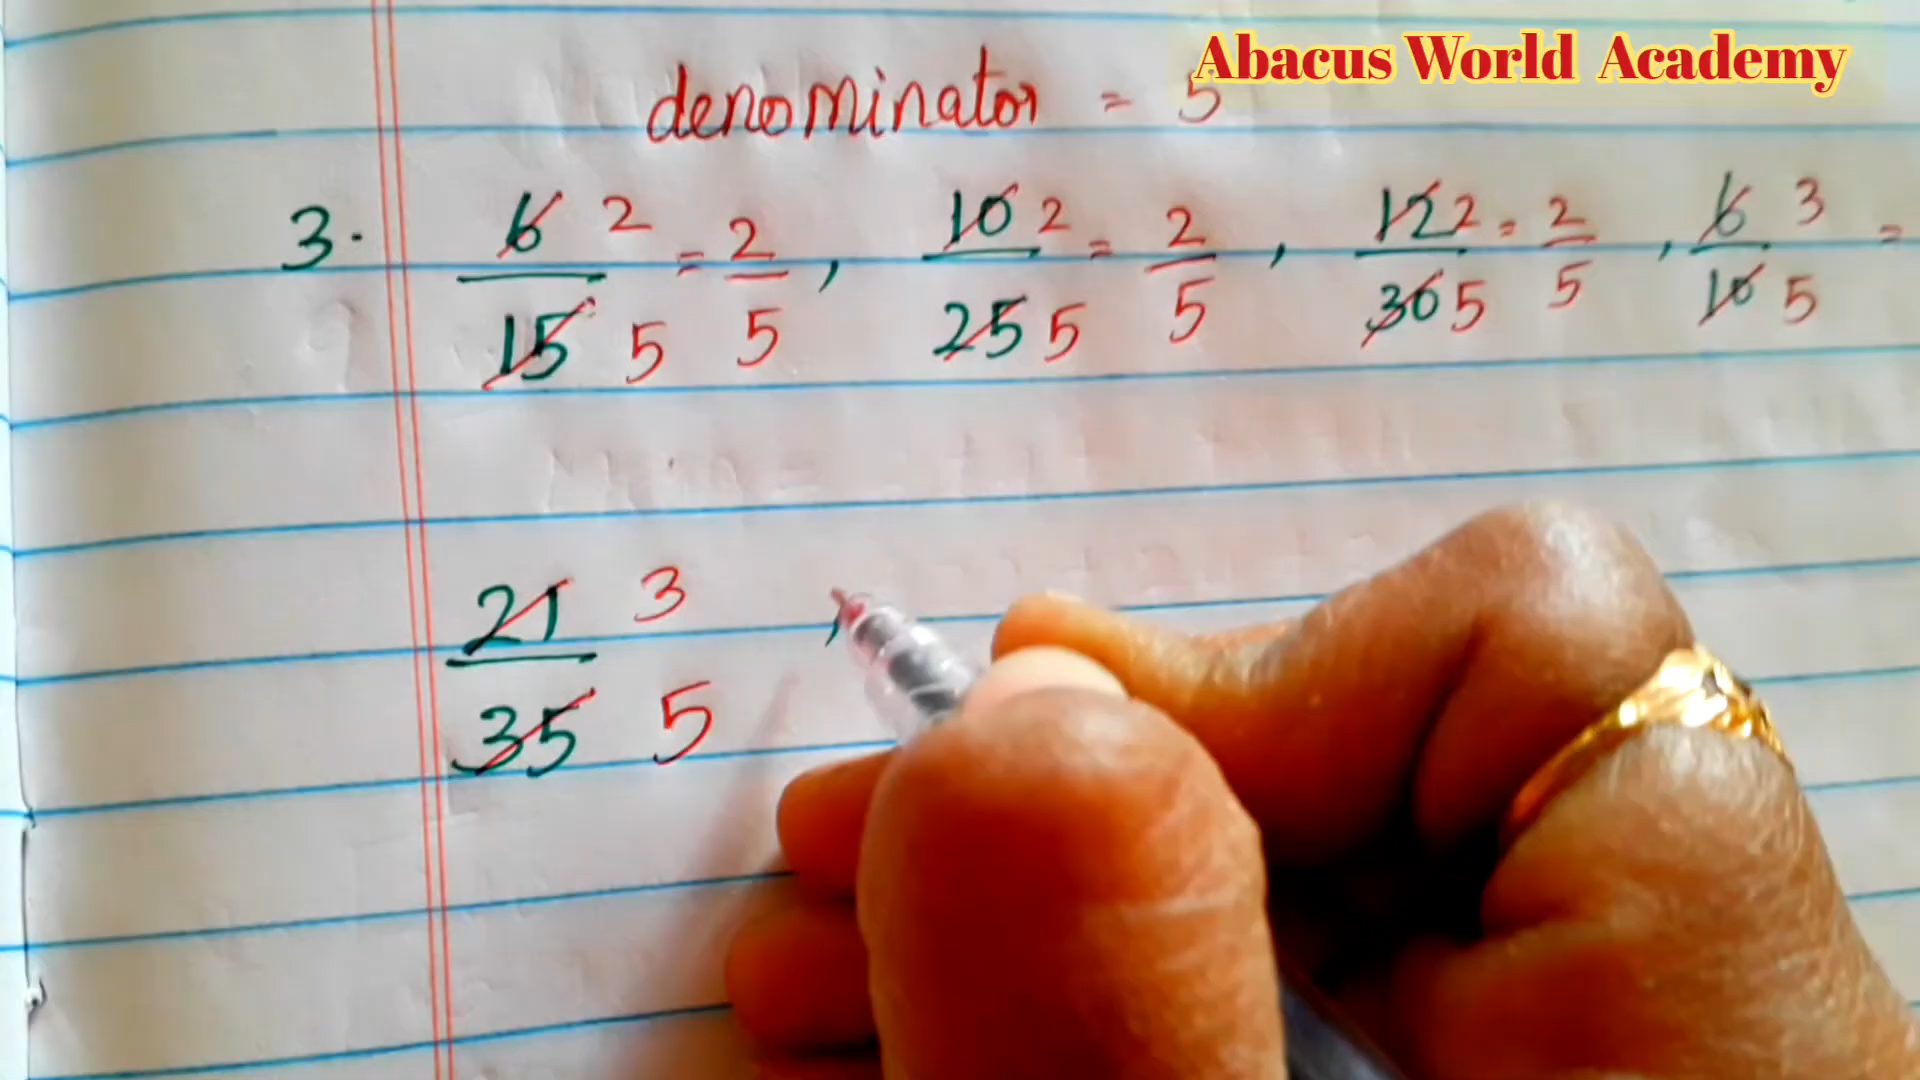 Abacus World Academy
denominator = 5
3. 6/15 2/5 = 2/5 , 10/25 2/5 = 2/5 , 12/30 2/5 = 2/5 , 6/10 3/5 =
21/35 3/5 ,